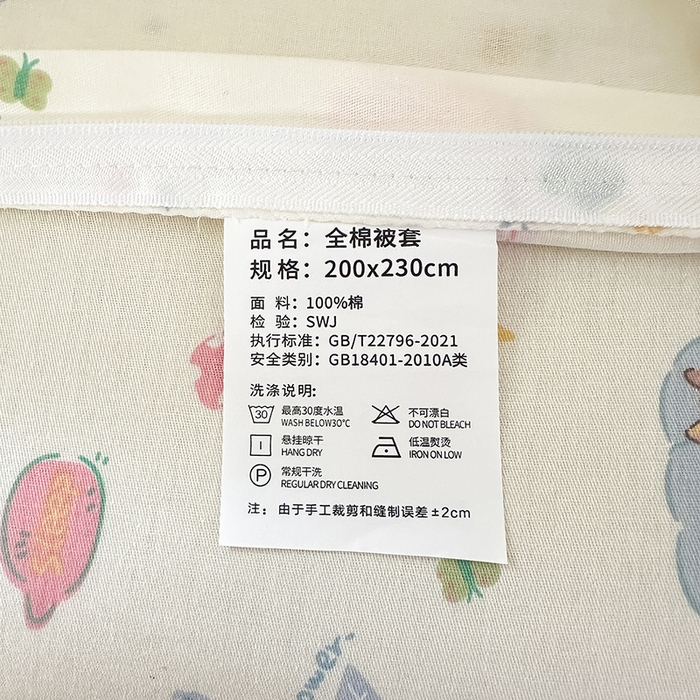 品名：全棉被套
规格：200x230cm
面料：100%棉
检验：SWJ
执行标准：GB/T22796-2021
安全类别：GB18401-2010A类
洗涤说明：
30 最高30度水温 不可漂白
WASH BELOW30℃ DO NOT BLEACH
悬挂晾干 低温熨烫
HANG DRY IRON ON LOW
P 常规干洗
REGULAR DRY CLEANING
注：由于手工裁剪和缝制误差±2cm